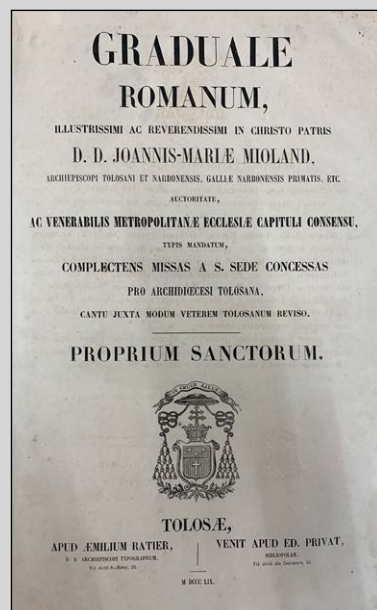 GRADUALE
ROMANUM,
ILLUSTRISSIMI AC REVERENDISSIMI IN CHRISTO PATRIS
D. D. JOANNIS-MARIÆ MIOLAND,
ARCHIEPISCOPI TOLOSANI ET NARBONENSIS, GALLIÆ NARBONENSIS PRIMATIS, ETC.
AUCTORITATE,
AC VENERABILIS METROPOLITANÆ ECCLESIÆ CAPITULI CONSENSU,
TYPIS MANDATUM,
COMPLECTENS MISSAS A S. SEDE CONCESSAS
PRO ARCHIDIŒCESI TOLOSANA,
CANTU JUXTA MODUM VETEREM TOLOSANUM REVISO.
PROPRIUM SANCTORUM.
TOLOSÆ,
APUD ÆMILIUM RATIER,
D. D. ARCHIEPISCOPI TYPOGRAPHUM,
VENIT APUD ED. PRIVAT,
BIBLIOPOLAM,
M DCCC LIX.